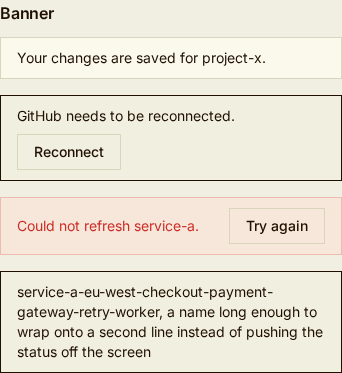 Banner
Your changes are saved for project-x.
GitHub needs to be reconnected.
Reconnect
Could not refresh service-a.
Try again
service-a-eu-west-checkout-payment-
gateway-retry-worker, a name long enough to
wrap onto a second line instead of pushing the
status off the screen